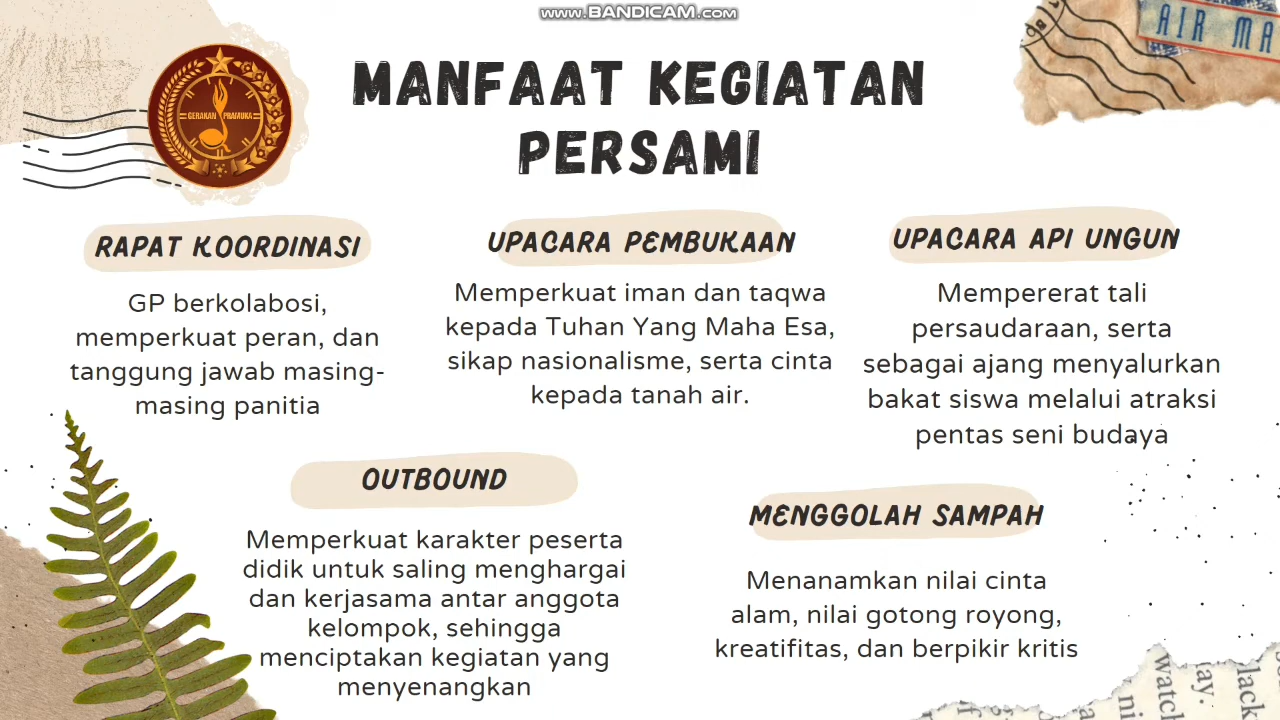 www.BANDICAM.com
AIR MA
MANFAAT KEGIATAN
PERSAMI
GERAKAN PRAMUKA
RAPAT KOORDINASI
GP berkolabosi,
memperkuat peran, dan
tanggung jawab masing-
masing panitia
UPACARA PEMBUKAAN
Memperkuat iman dan taqwa
kepada Tuhan Yang Maha Esa,
sikap nasionalisme, serta cinta
kepada tanah air.
UPACARA API UNGUN
Mempererat tali
persaudaraan, serta
sebagai ajang menyalurkan
bakat siswa melalui atraksi
pentas seni budaya
OUTBOUND
Memperkuat karakter peserta
didik untuk saling menghargai
dan kerjasama antar anggota
kelompok, sehingga
menciptakan kegiatan yang
menyenangkan
MENGGOLAH SAMPAH
Menanamkan nilai cinta
alam, nilai gotong royong,
kreatifitas, dan berpikir kritis
watch
ay.
lack